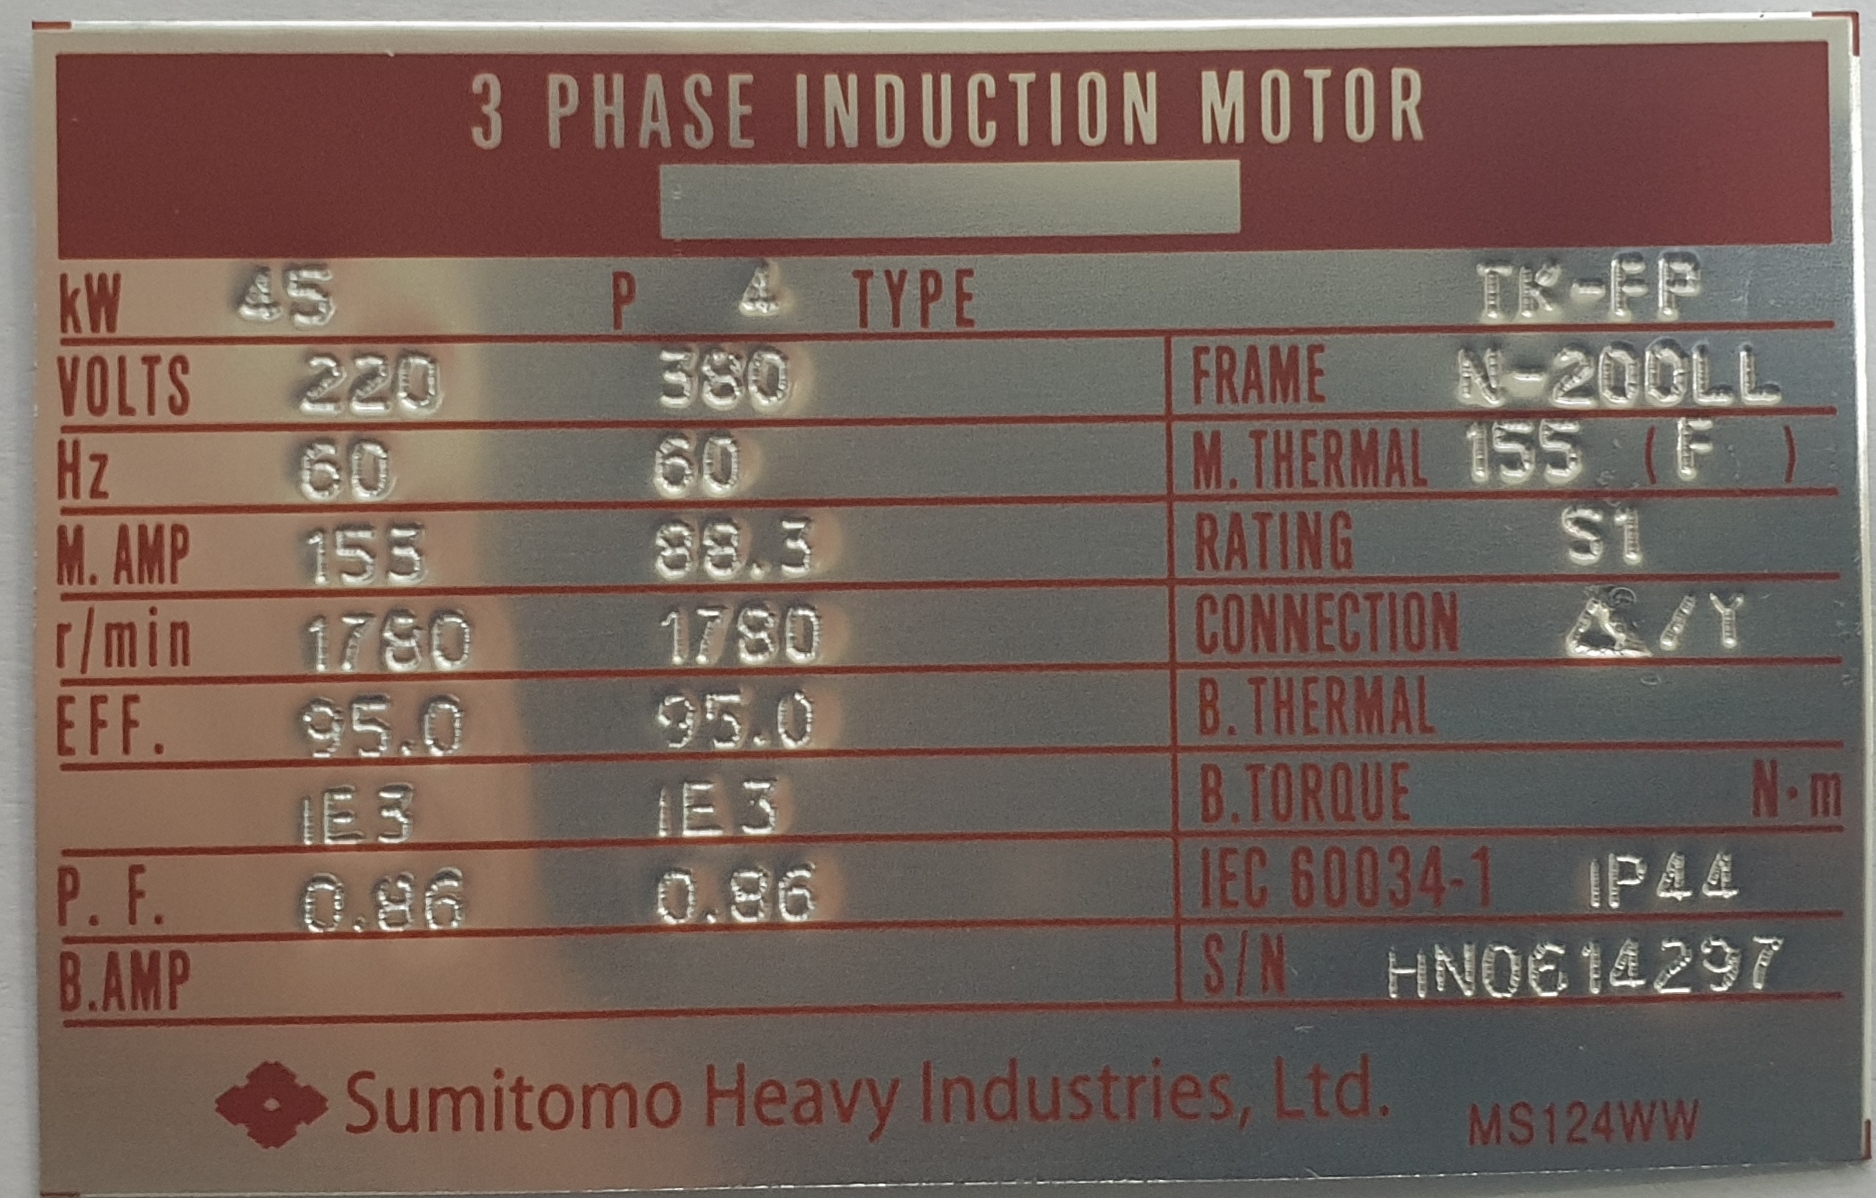 3 PHASE INDUCTION MOTOR
kW 45 P 4 TYPE TK-FP
VOLTS 220 380 FRAME N-200LL
Hz 60 60 M. THERMAL 155 ( F )
M. AMP 153 88.3 RATING S1
r/min 1780 1780 CONNECTION Δ/Y
EFF. 95.0 95.0 B. THERMAL
IE3 IE3 B.TORQUE N·m
P. F. 0.86 0.86 IEC 60034-1 IP44
B.AMP S/N HN0614297
Sumitomo Heavy Industries, Ltd. MS124WW